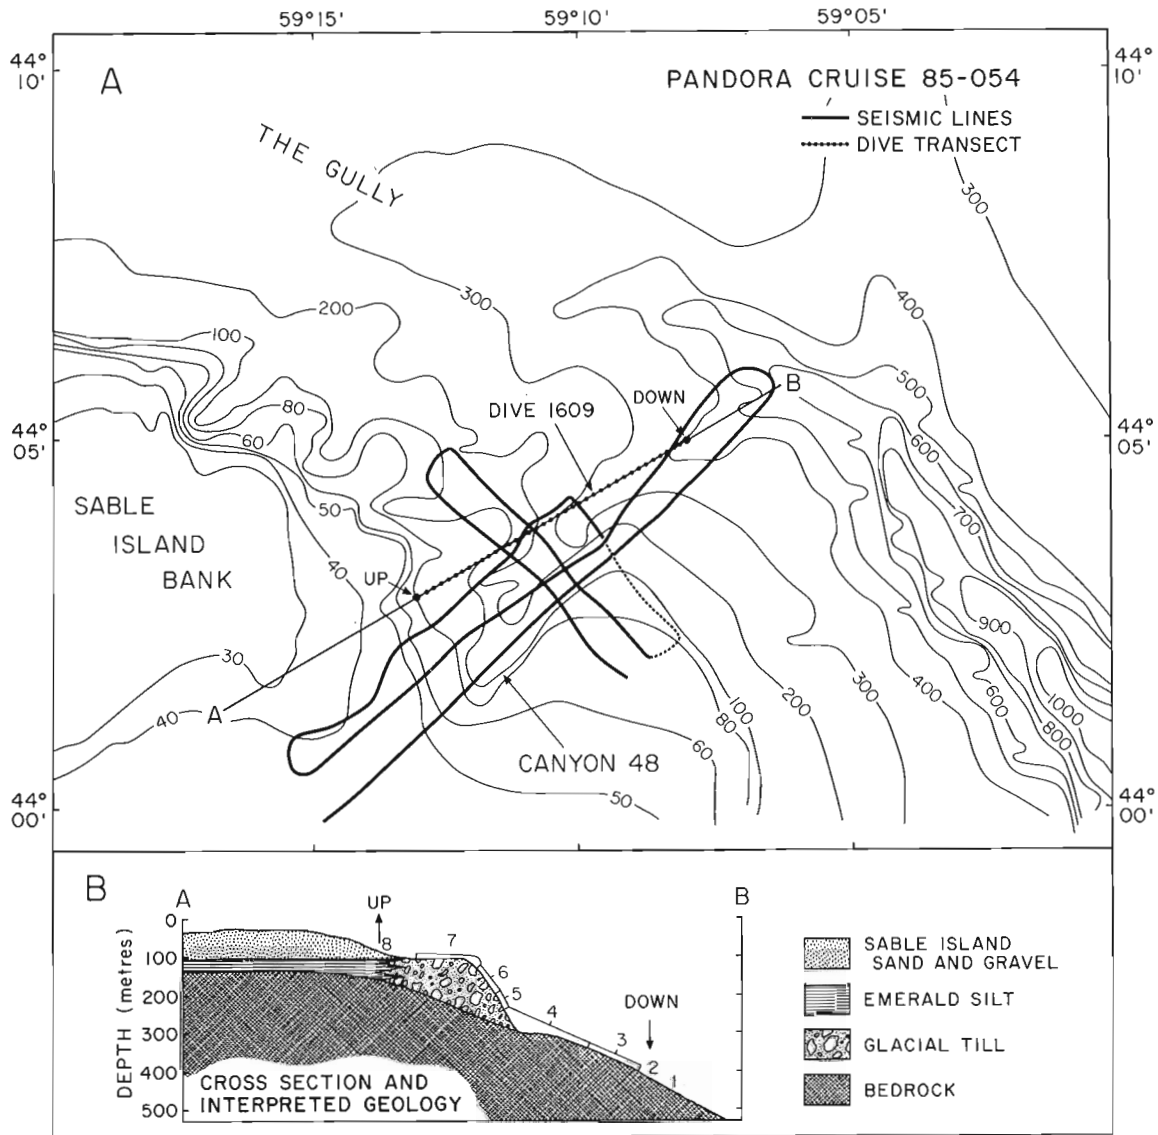 59°15' 59°10' 59°05'
44° 10'
44° 10'
A
PANDORA CRUISE 85-054
SEISMIC LINES
DIVE TRANSECT
THE GULLY
300
300
200
400
100
500
B
DOWN
DIVE 1609
80
60
600
44° 05'
44° 05'
50
700
SABLE
ISLAND
BANK
40
UP
900
30
300
400
200
600
1000
100
800
A
40
80
60
CANYON 48
50
44° 00'
44° 00'
B
A
UP
B
DEPTH (metres)
0
100
200
300
400
500
8
7
6
5
4
3
2
1
DOWN
CROSS SECTION AND
INTERPRETED GEOLOGY
SABLE ISLAND
SAND AND GRAVEL
EMERALD SILT
GLACIAL TILL
BEDROCK